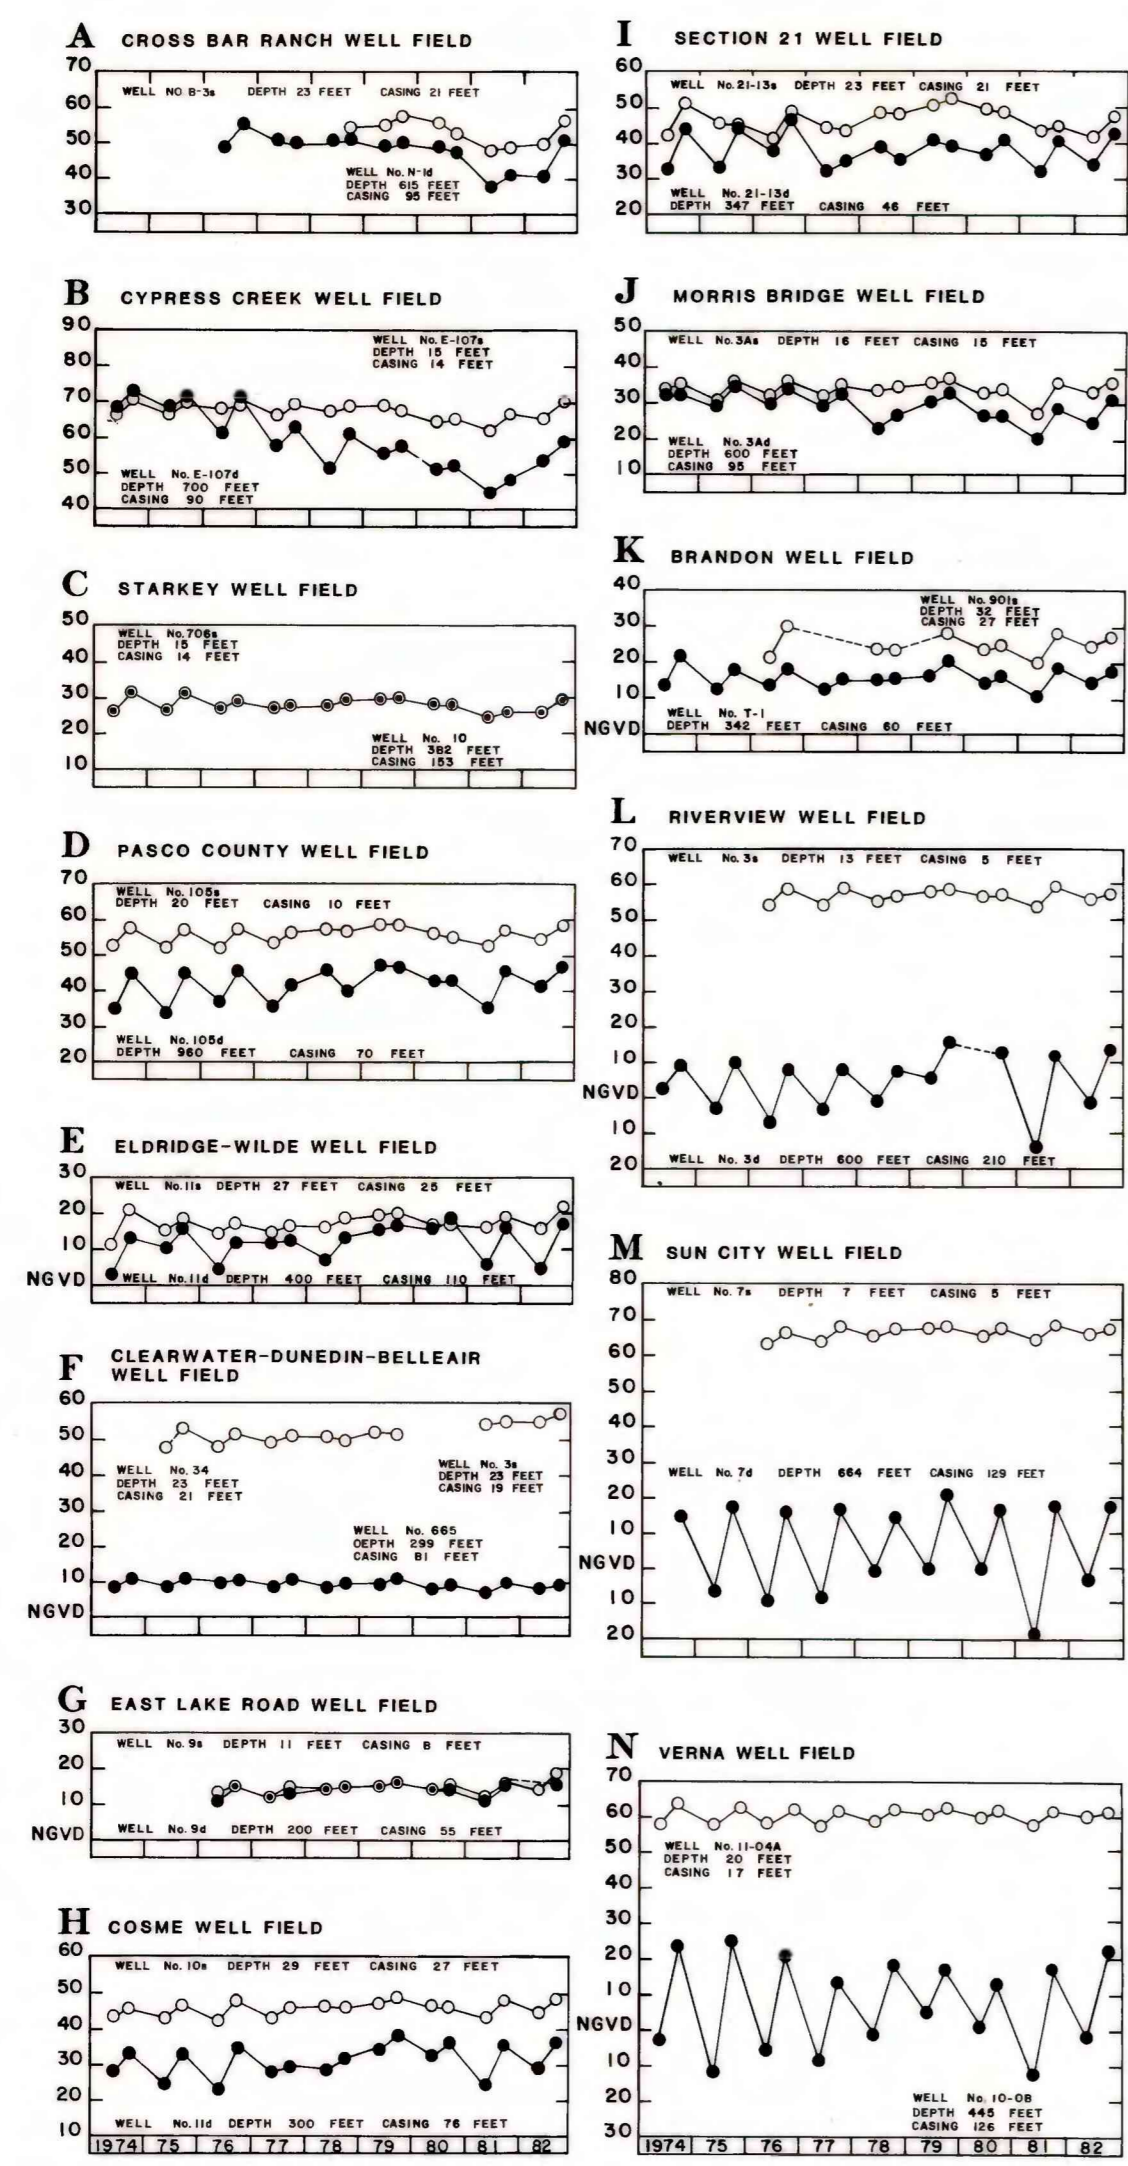 A CROSS BAR RANCH WELL FIELD
70
WELL NO B-3s DEPTH 23 FEET CASING 21 FEET
60
50
WELL No. N-1d
DEPTH 615 FEET
CASING 95 FEET
40
30
B CYPRESS CREEK WELL FIELD
90
WELL No. E-107s
DEPTH 15 FEET
CASING 14 FEET
80
70
60
50
WELL No. E-107d
DEPTH 700 FEET
CASING 90 FEET
40
C STARKEY WELL FIELD
50
WELL No. 706s
DEPTH 15 FEET
CASING 14 FEET
40
30
20
WELL No. 10
DEPTH 382 FEET
CASING 153 FEET
10
D PASCO COUNTY WELL FIELD
70
WELL No. 105s
DEPTH 20 FEET CASING 10 FEET
60
50
40
30
WELL No. 105d
DEPTH 960 FEET CASING 70 FEET
20
E ELDRIDGE-WILDE WELL FIELD
30
WELL No. 11s DEPTH 27 FEET CASING 25 FEET
20
10
NGVD WELL No. 11d DEPTH 400 FEET CASING 110 FEET
F CLEARWATER-DUNEDIN-BELLEAIR
WELL FIELD
60
50
WELL No. 34
DEPTH 23 FEET
CASING 21 FEET
WELL No. 3s
DEPTH 23 FEET
CASING 19 FEET
40
30
WELL No. 665
DEPTH 299 FEET
CASING 81 FEET
20
10
NGVD
G EAST LAKE ROAD WELL FIELD
30
WELL No. 9s DEPTH 11 FEET CASING 8 FEET
20
10
NGVD WELL No. 9d DEPTH 200 FEET CASING 55 FEET
H COSME WELL FIELD
60
WELL No. 10s DEPTH 29 FEET CASING 27 FEET
50
40
30
20
WELL No. 11d DEPTH 300 FEET CASING 76 FEET
10
1974 75 76 77 78 79 80 81 82
I SECTION 21 WELL FIELD
60
WELL No. 21-13s DEPTH 23 FEET CASING 21 FEET
50
40
30
WELL No. 21-13d
DEPTH 347 FEET CASING 46 FEET
20
J MORRIS BRIDGE WELL FIELD
50
WELL No. 3As DEPTH 16 FEET CASING 15 FEET
40
30
20
WELL No. 3Ad
DEPTH 600 FEET
CASING 95 FEET
10
K BRANDON WELL FIELD
40
WELL No. 901s
DEPTH 32 FEET
CASING 27 FEET
30
20
10
WELL No. T-1
NGVD DEPTH 342 FEET CASING 60 FEET
L RIVERVIEW WELL FIELD
70
WELL No. 3s DEPTH 13 FEET CASING 5 FEET
60
50
40
30
20
10
NGVD
10
20 WELL No. 3d DEPTH 600 FEET CASING 210 FEET
M SUN CITY WELL FIELD
80
WELL No. 7s DEPTH 7 FEET CASING 5 FEET
70
60
50
40
30
WELL No. 7d DEPTH 664 FEET CASING 129 FEET
20
10
NGVD
10
20
N VERNA WELL FIELD
70
60
WELL No. 11-04A
DEPTH 20 FEET
CASING 17 FEET
50
40
30
20
10
NGVD
10
20
WELL No. 10-0B
DEPTH 445 FEET
CASING 126 FEET
30
1974 75 76 77 78 79 80 81 82